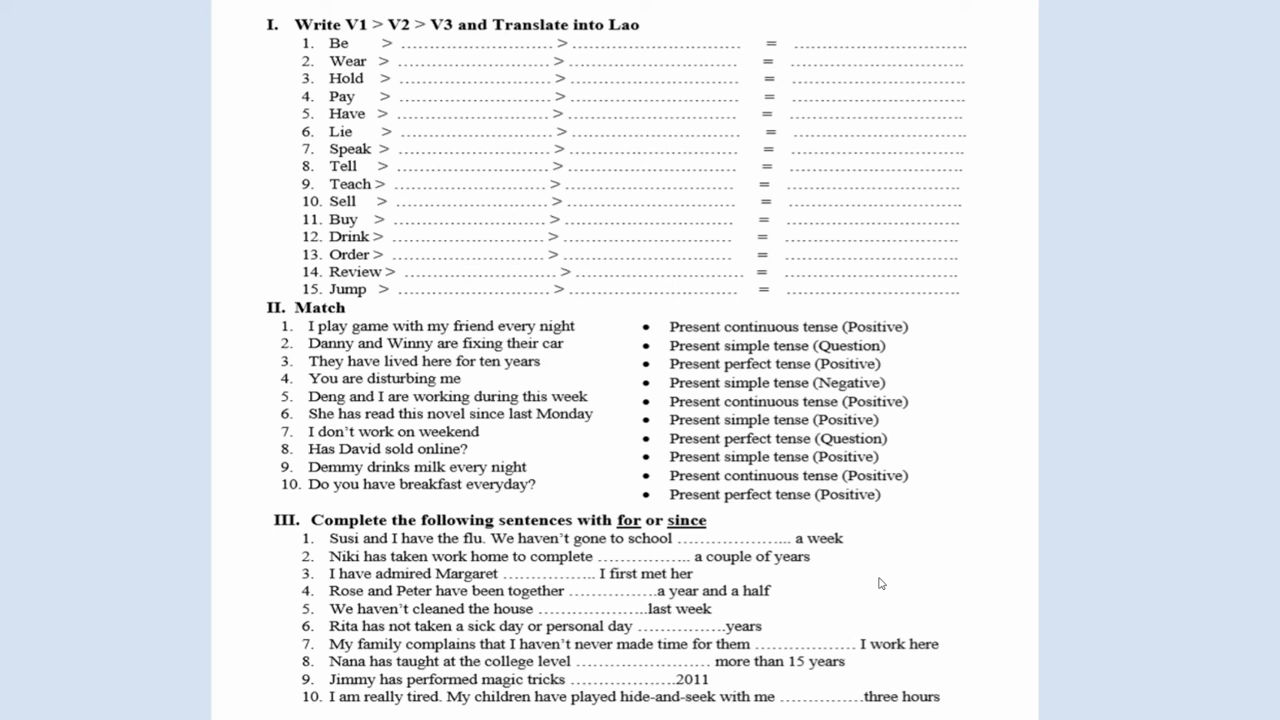 I. Write V1 > V2 > V3 and Translate into Lao
1. Be > ................................ > .................................... = .....................................
2. Wear > ................................ > .................................... = .....................................
3. Hold > ................................ > .................................... = .....................................
4. Pay > ................................ > .................................... = .....................................
5. Have > ................................ > .................................... = .....................................
6. Lie > ................................ > .................................... = .....................................
7. Speak > ................................ > .................................... = .....................................
8. Tell > ................................ > .................................... = .....................................
9. Teach > ................................ > .................................... = .....................................
10. Sell > ................................ > .................................... = .....................................
11. Buy > ................................ > .................................... = .....................................
12. Drink > ................................ > .................................... = .....................................
13. Order > ................................ > .................................... = .....................................
14. Review > ................................ > .................................... = .....................................
15. Jump > ................................ > .................................... = .....................................
II. Match
1. I play game with my friend every night
2. Danny and Winny are fixing their car
3. They have lived here for ten years
4. You are disturbing me
5. Deng and I are working during this week
6. She has read this novel since last Monday
7. I don't work on weekend
8. Has David sold online?
9. Demmy drinks milk every night
10. Do you have breakfast everyday?
• Present continuous tense (Positive)
• Present simple tense (Question)
• Present perfect tense (Positive)
• Present simple tense (Negative)
• Present continuous tense (Positive)
• Present simple tense (Positive)
• Present perfect tense (Question)
• Present simple tense (Positive)
• Present continuous tense (Positive)
• Present perfect tense (Positive)
III. Complete the following sentences with for or since
1. Susi and I have the flu. We haven't gone to school ...................... a week
2. Niki has taken work home to complete .................. a couple of years
3. I have admired Margaret .................. I first met her
4. Rose and Peter have been together ..................a year and a half
5. We haven't cleaned the house ......................last week
6. Rita has not taken a sick day or personal day ..................years
7. My family complains that I haven't never made time for them .................... I work here
8. Nana has taught at the college level .......................... more than 15 years
9. Jimmy has performed magic tricks .....................2011
10. I am really tired. My children have played hide-and-seek with me .................three hours